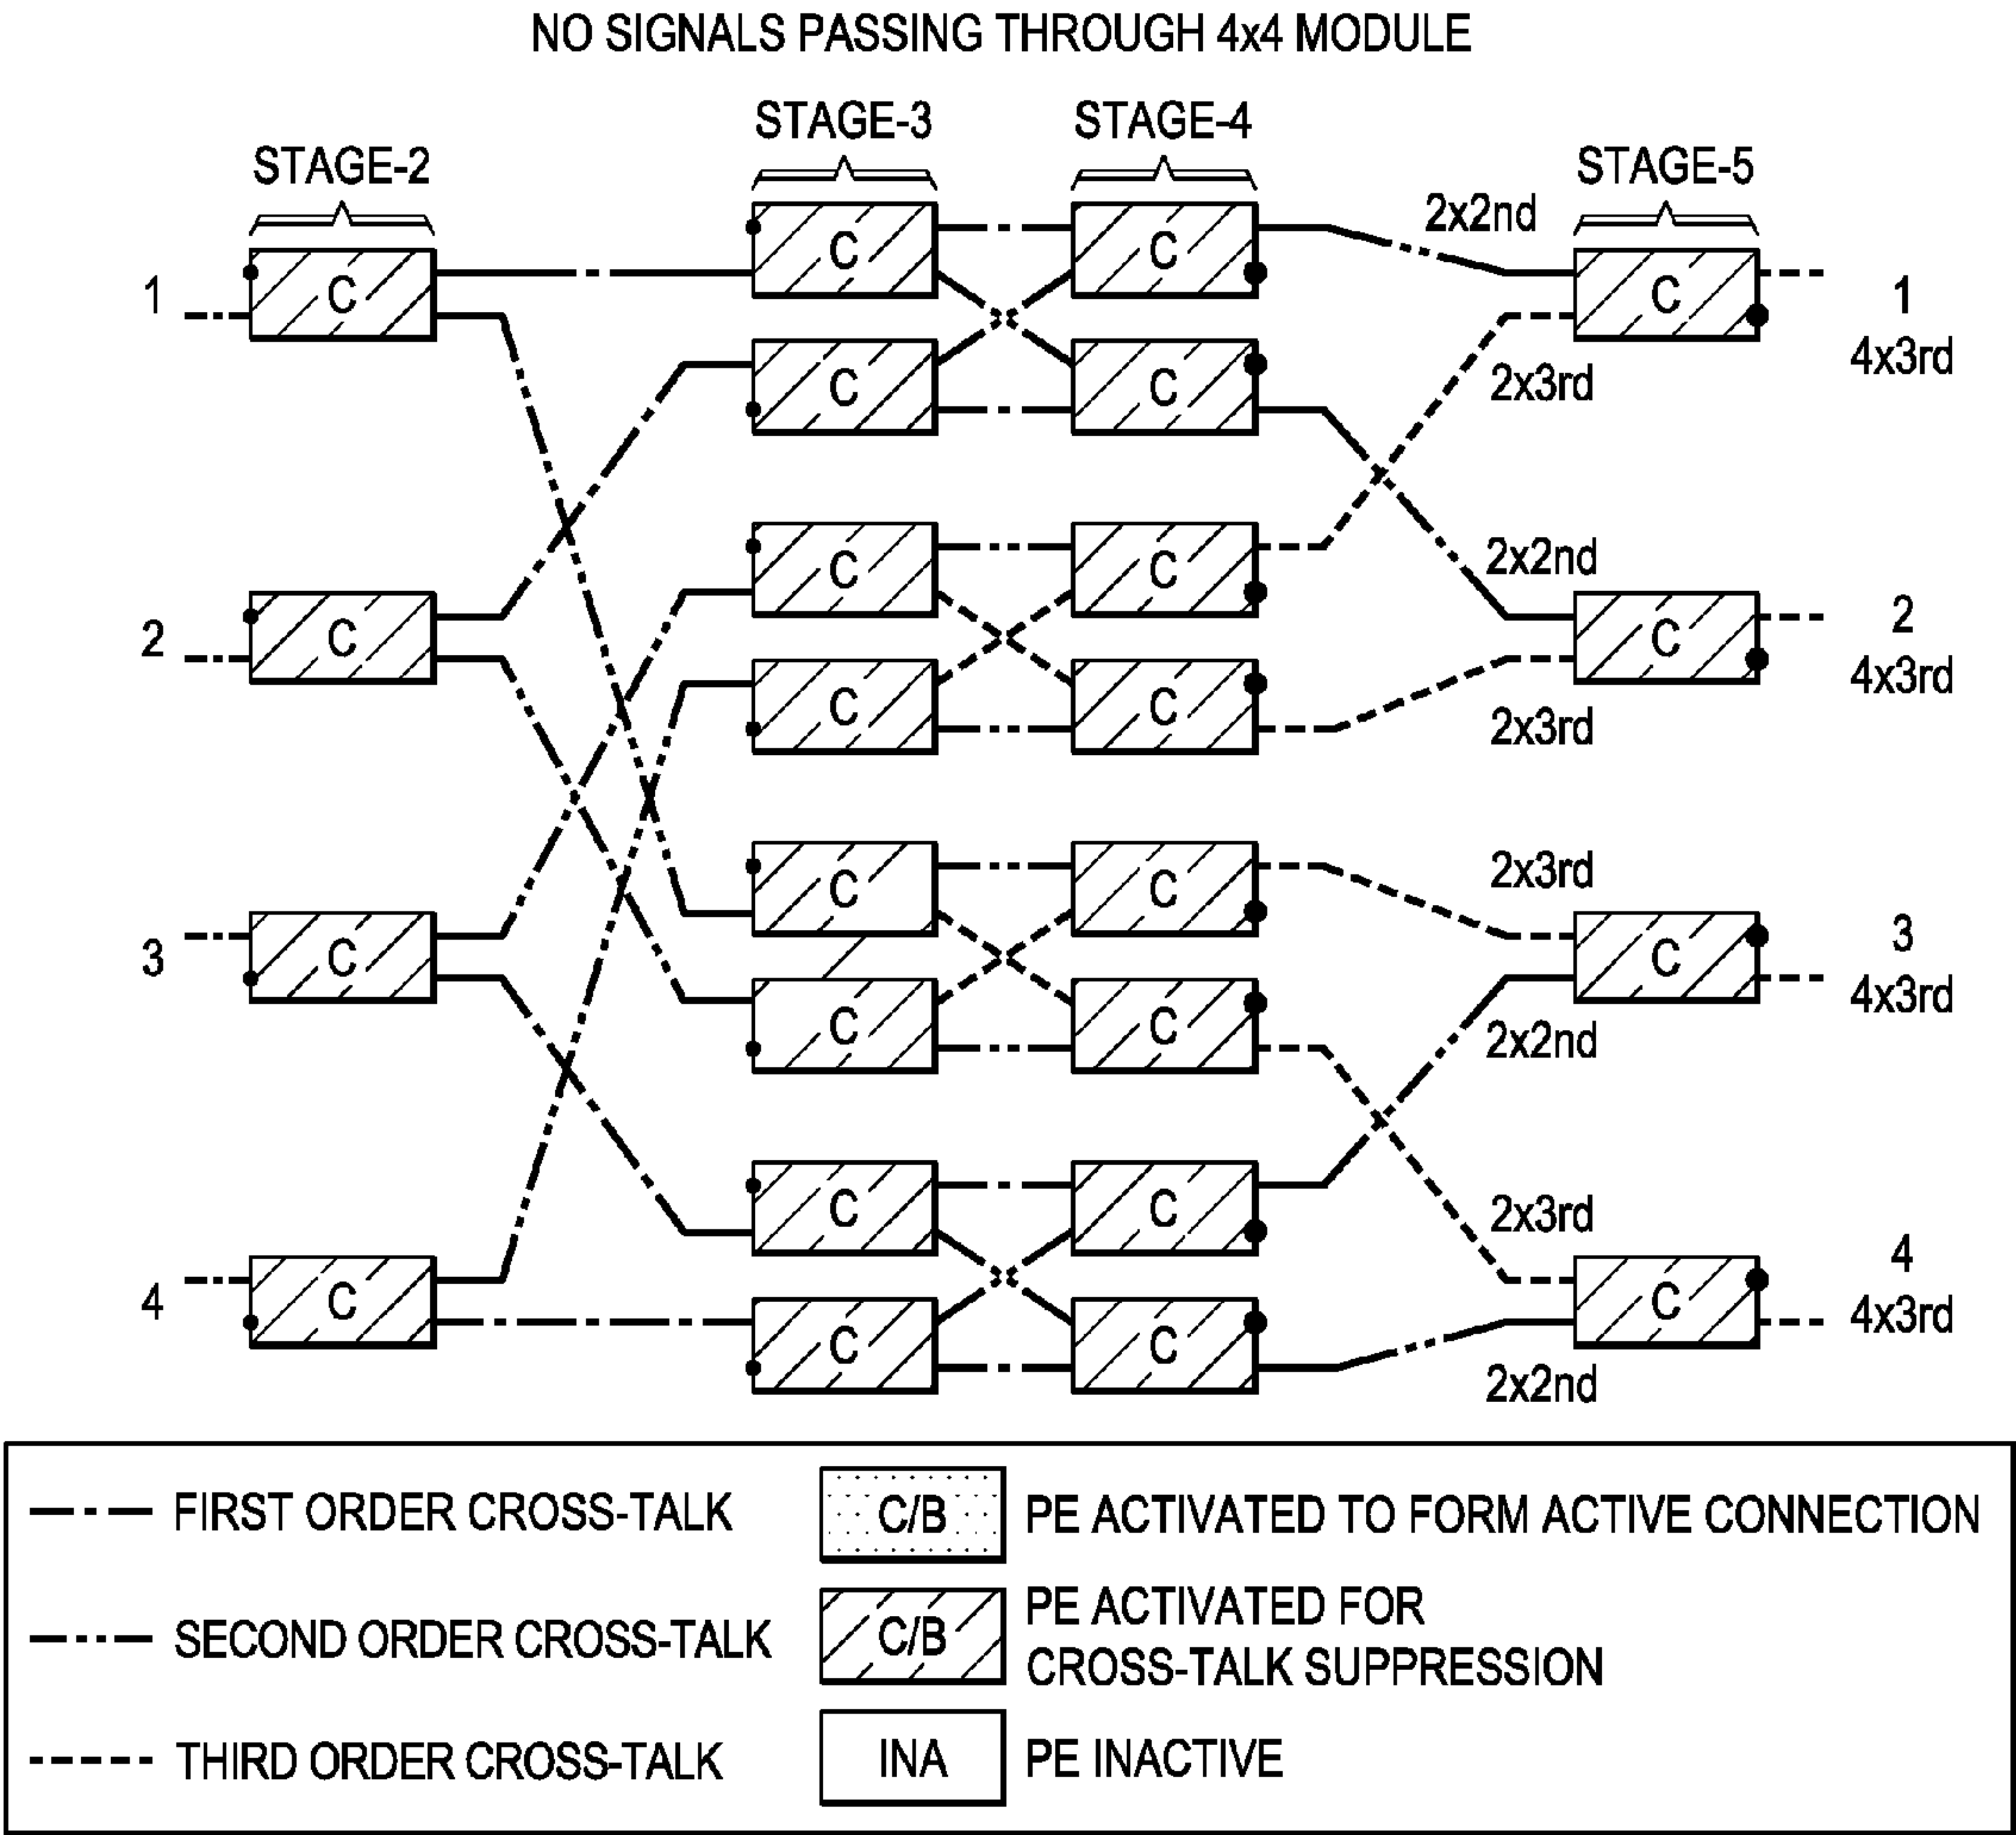 NO SIGNALS PASSING THROUGH 4x4 MODULE
STAGE-2
STAGE-3
STAGE-4
STAGE-5
1
C
C
C
2x2nd
C
1
4x3rd
C
C
2x3rd
2
C
C
C
2x2nd
C
2
4x3rd
C
C
2x3rd
3
C
C
C
2x3rd
C
3
4x3rd
C
C
2x2nd
4
C
C
C
2x3rd
C
4
4x3rd
C
C
2x2nd
FIRST ORDER CROSS-TALK
C/B
PE ACTIVATED TO FORM ACTIVE CONNECTION
SECOND ORDER CROSS-TALK
C/B
PE ACTIVATED FOR
CROSS-TALK SUPPRESSION
THIRD ORDER CROSS-TALK
INA
PE INACTIVE